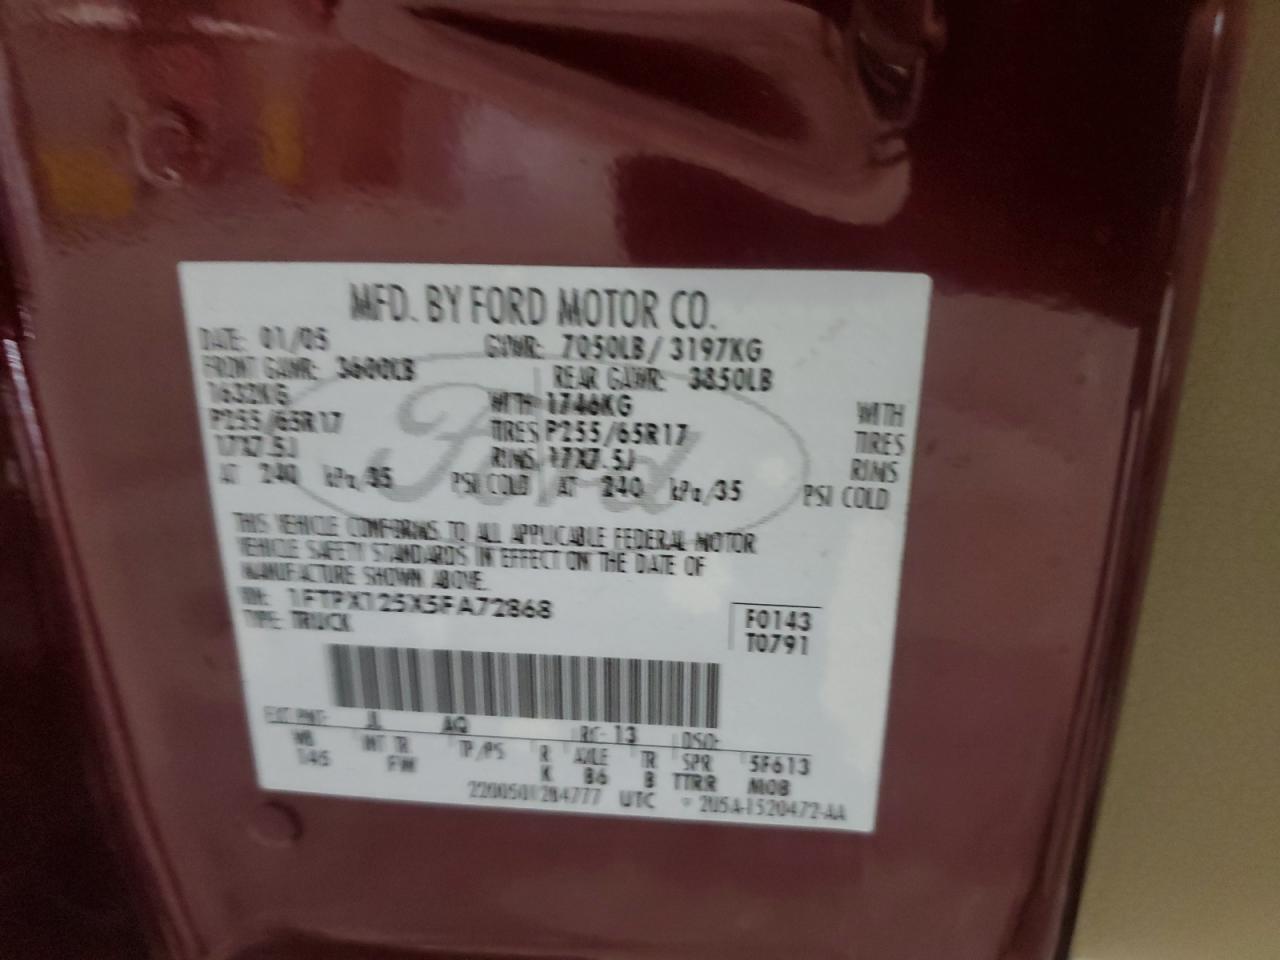 MFD. BY FORD MOTOR CO.
DATE: 01/05 GVWR: 7050LB / 3197KG
FRONT GAWR: 3600LB REAR GAWR: 3850LB
1632KG WITH 1746KG WITH
P255/65R17 TIRES P255/65R17 TIRES
17X7.5J RIMS 17X7.5J RIMS
AT 240 kPa/35 PSI COLD AT 240 kPa/35 PSI COLD
Ford
THIS VEHICLE CONFORMS TO ALL APPLICABLE FEDERAL MOTOR
VEHICLE SAFETY STANDARDS IN EFFECT ON THE DATE OF
MANUFACTURE SHOWN ABOVE.
VIN: 1FTPX125X5FA72868 F0143
TYPE: TRUCK T0791
EXT PNT: JL AQ RC: 13 DSO:
WB INT TR TP/PS R AXLE TR SPR 5F613
145 FW K B6 B TTRR MOB
2200501284777 UTC 2U5A-1520472-AA